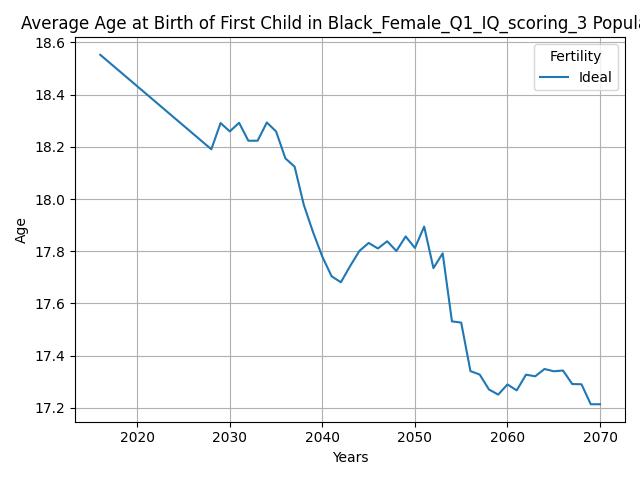 Average Age at Birth of First Child in Black_Female_Q1_IQ_scoring_3 Popula
18.6
18.4
18.2
18.0
17.8
17.6
17.4
17.2
Age
Fertility
Ideal
2020 2030 2040 2050 2060 2070
Years